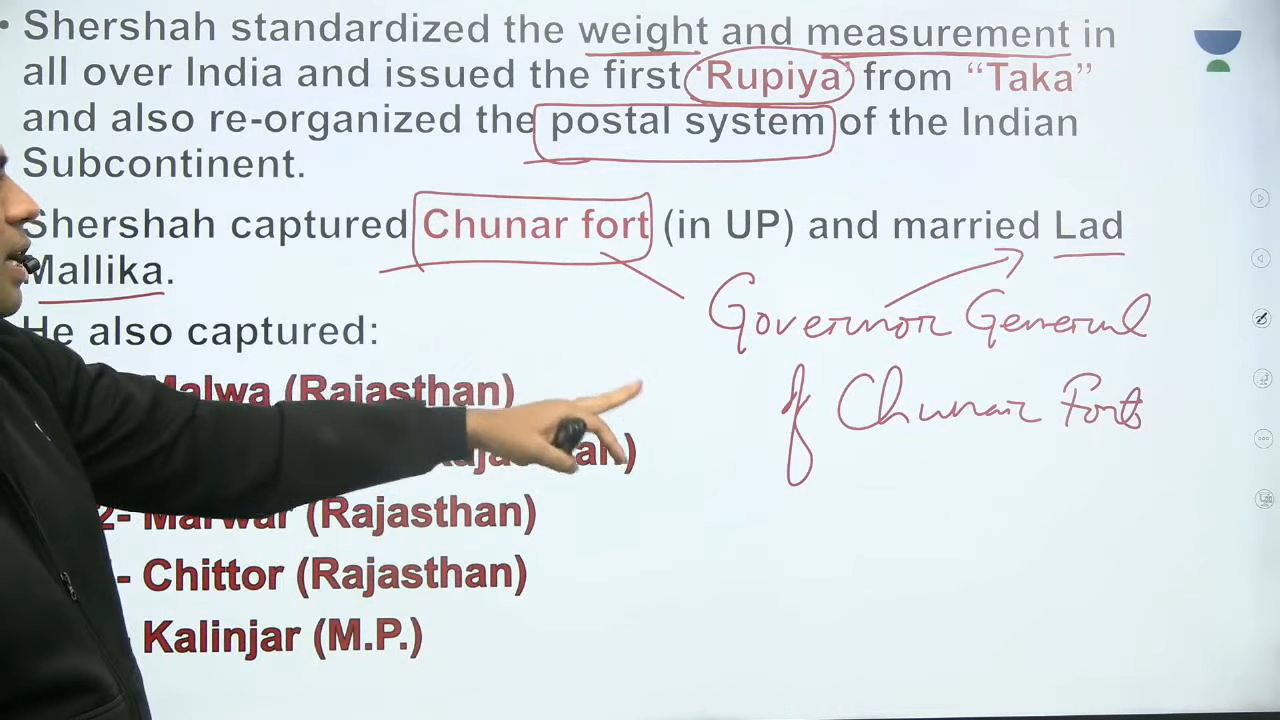 • Shershah standardized the weight and measurement in
all over India and issued the first 'Rupiya' from “Taka”
and also re-organized the postal system of the Indian
Subcontinent.
Shershah captured Chunar fort (in UP) and married Lad
Mallika.
Governor General
of Chunar Fort
He also captured:
Malwa (Rajasthan)
2- Marwar (Rajasthan)
- Chittor (Rajasthan)
- Kalinjar (M.P.)